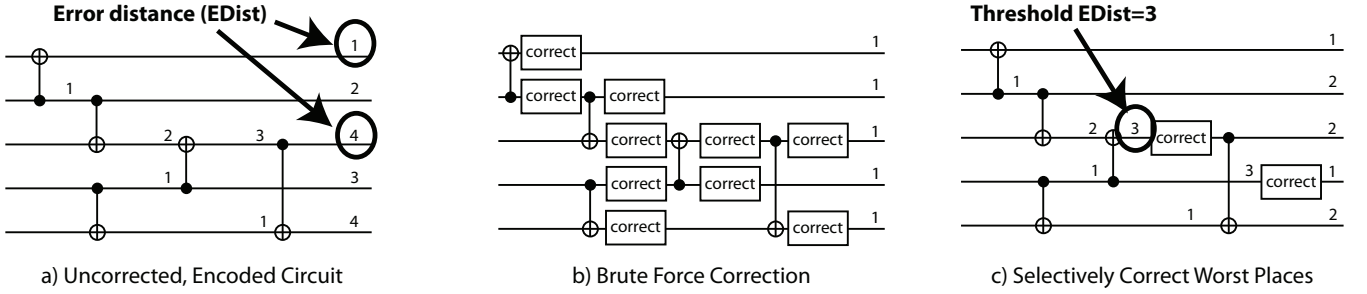 Error distance (EDist)
1
1
2
2
3
4
1
3
1
4
a) Uncorrected, Encoded Circuit
correct
1
correct
correct
1
correct
correct
correct
1
correct
correct
1
correct
correct
1
b) Brute Force Correction
Threshold EDist=3
1
1
2
2
3
correct
2
1
3
correct
1
1
2
c) Selectively Correct Worst Places